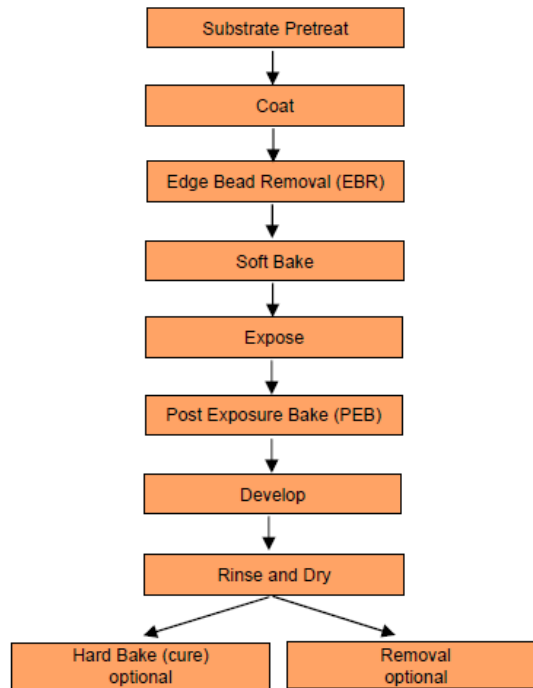 Substrate Pretreat
Coat
Edge Bead Removal (EBR)
Soft Bake
Expose
Post Exposure Bake (PEB)
Develop
Rinse and Dry
Hard Bake (cure)
optional
Removal
optional